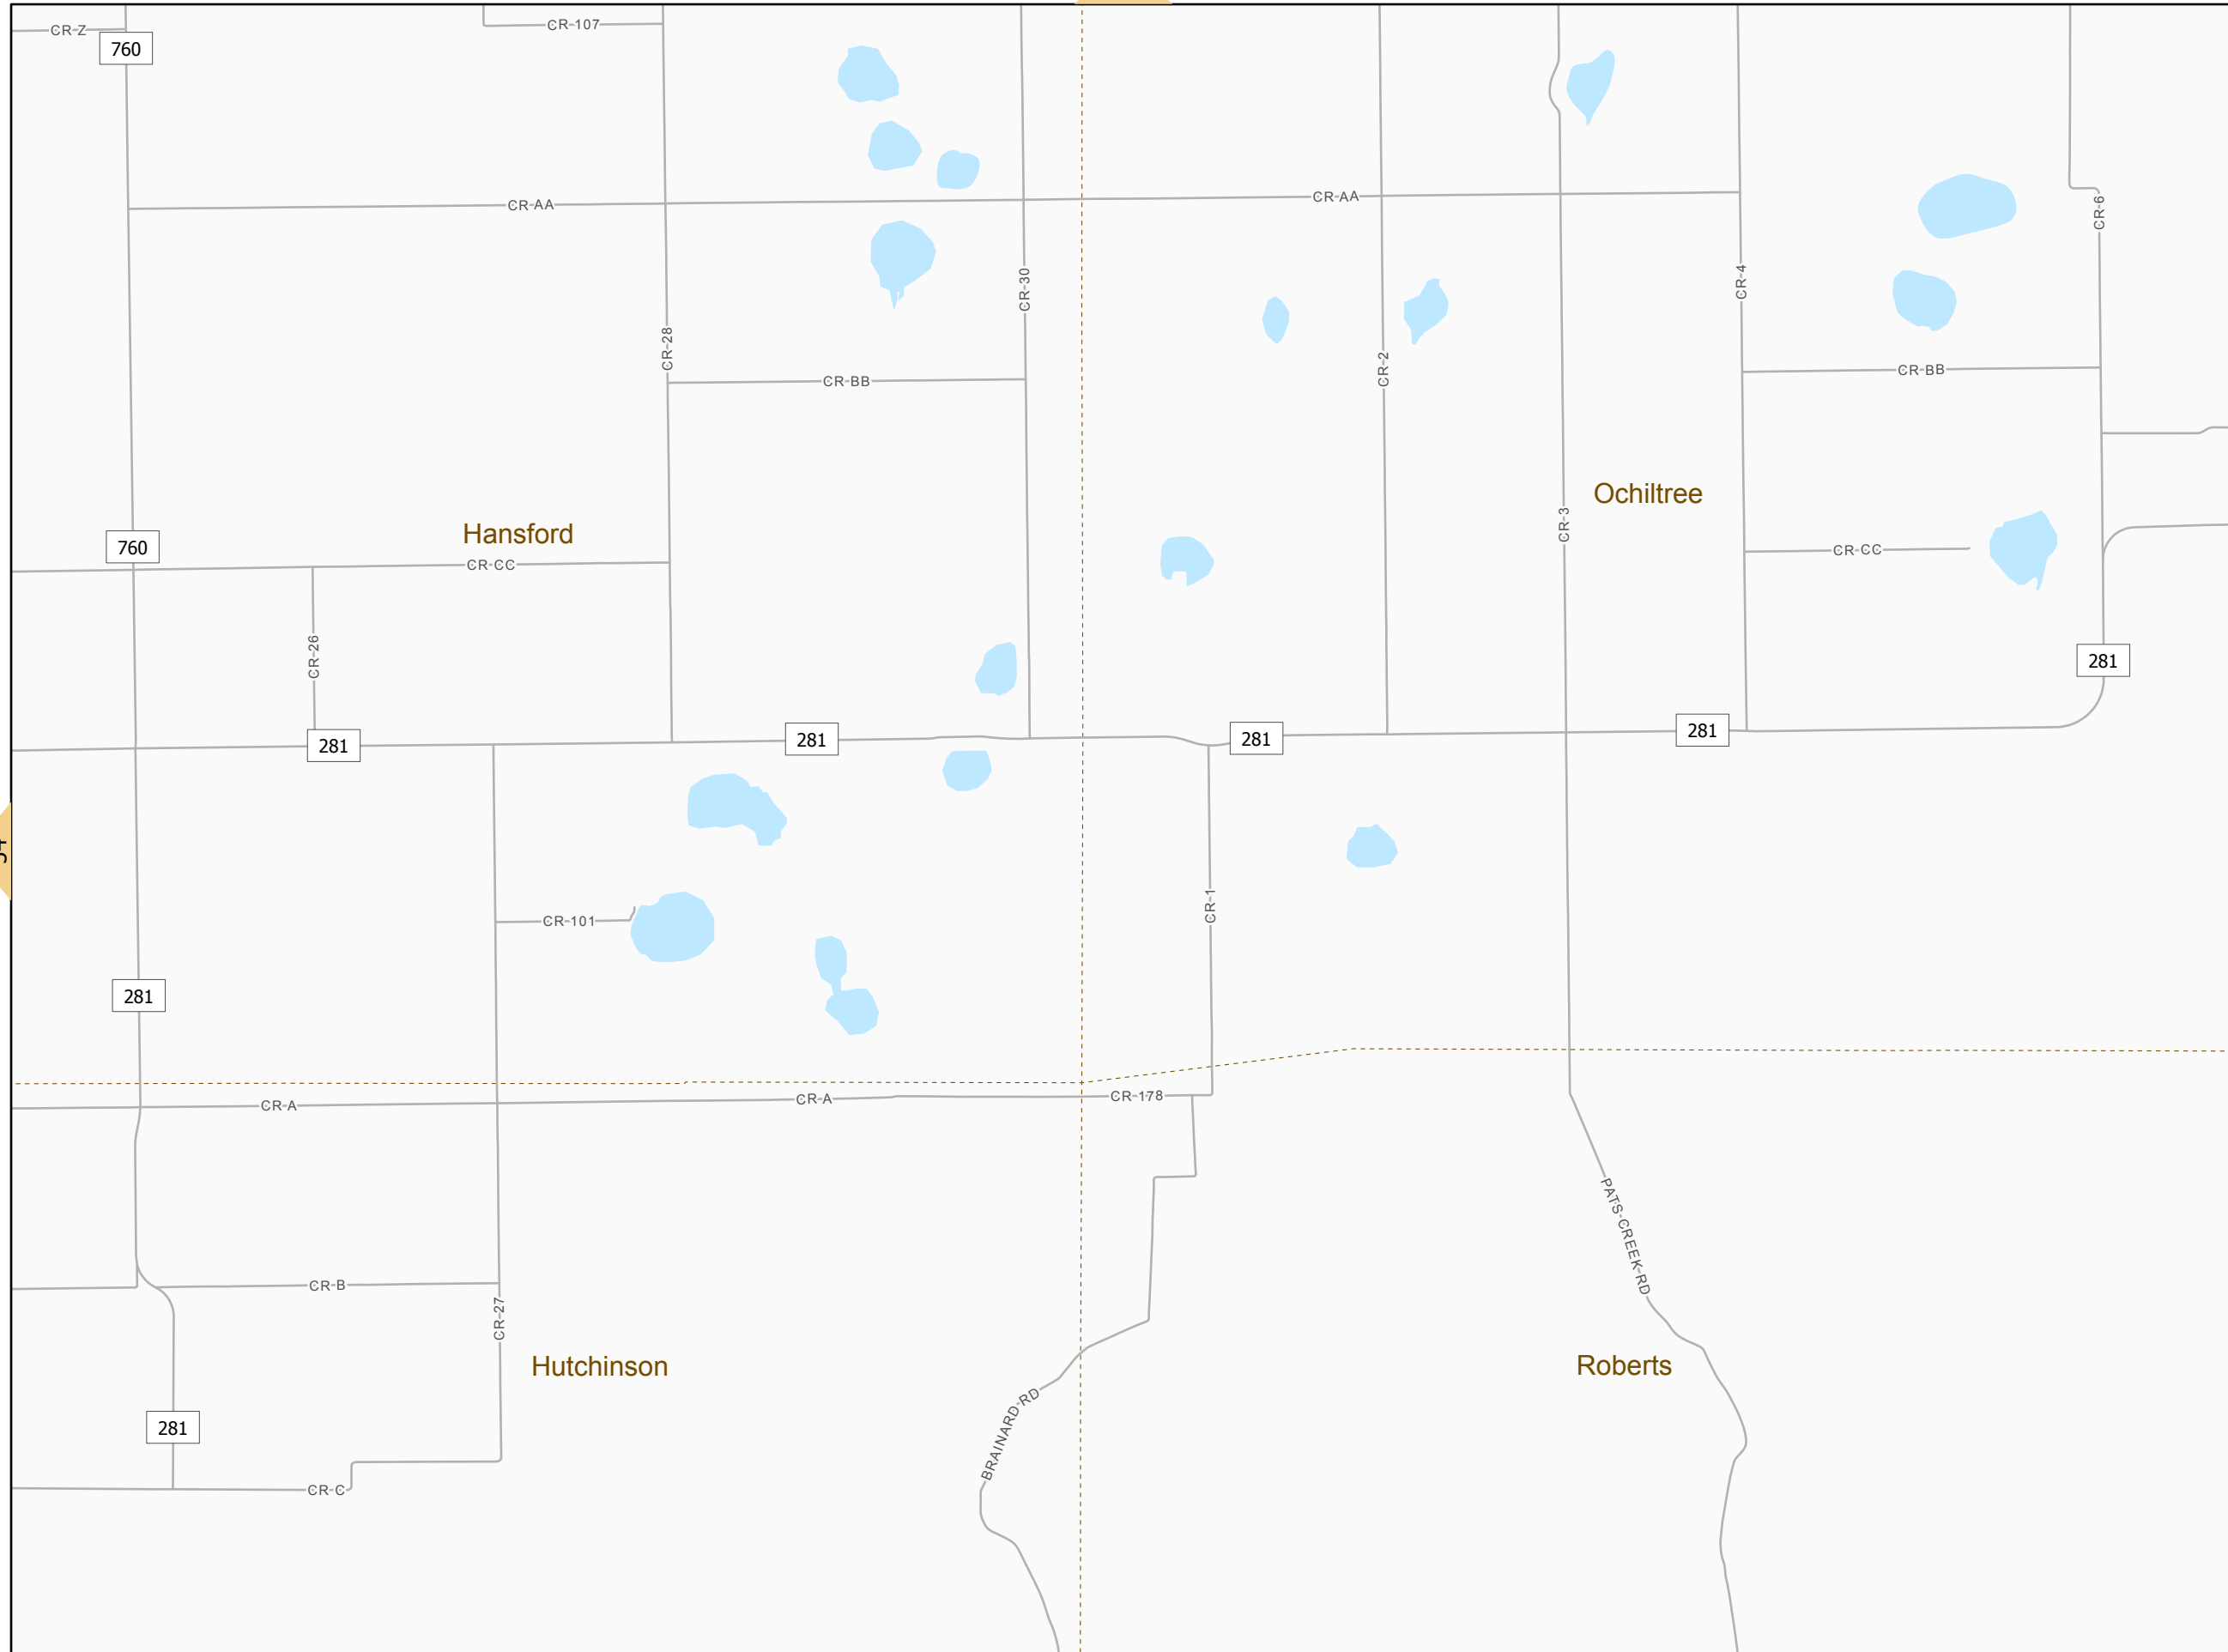 CR-Z
CR-107
760
CR-AA
CR-AA
CR-6
CR-4
CR-30
CR-28
CR-2
CR-BB
CR-BB
Ochiltree
CR-3
Hansford
760
CR-CC
CR-CC
CR-26
281
281
281
281
281
CR-1
CR-101
281
CR-A
CR-A
CR-178
PATS-CREEK-RD
CR-B
CR-27
Hutchinson
Roberts
BRAINARD-RD
281
CR-C